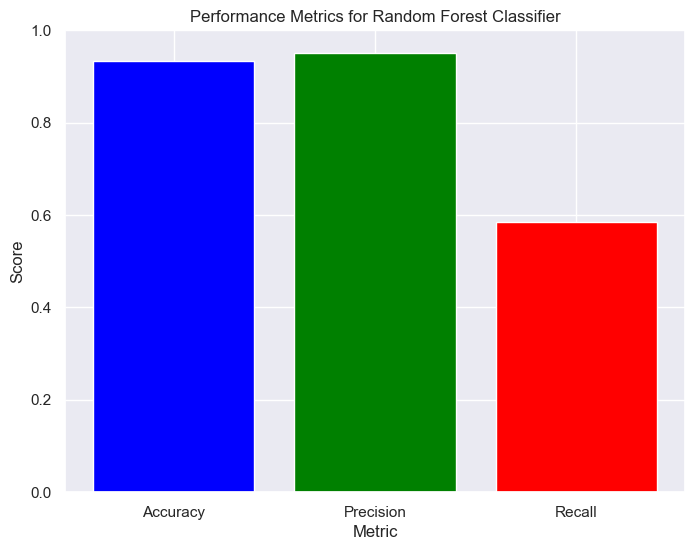 Performance Metrics for Random Forest Classifier
1.0
0.8
0.6
0.4
0.2
0.0
Score
Accuracy Precision Recall
Metric